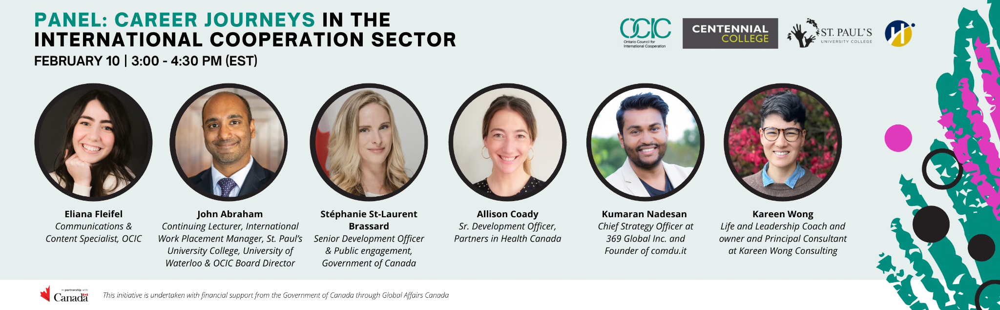 PANEL: CAREER JOURNEYS IN THE
INTERNATIONAL COOPERATION SECTOR
FEBRUARY 10 | 3:00 - 4:30 PM (EST)
OCIC
Ontario Council for
International Cooperation
CENTENNIAL
COLLEGE
ST. PAUL'S
UNIVERSITY COLLEGE
H
Eliana Fleifel
Communications &
Content Specialist, OCIC
John Abraham
Continuing Lecturer, International
Work Placement Manager, St. Paul's
University College, University of
Waterloo & OCIC Board Director
Stéphanie St-Laurent
Brassard
Senior Development Officer
& Public engagement,
Government of Canada
Allison Coady
Sr. Development Officer,
Partners in Health Canada
Kumaran Nadesan
Chief Strategy Officer at
369 Global Inc. and
Founder of comdu.it
Kareen Wong
Life and Leadership Coach and
owner and Principal Consultant
at Kareen Wong Consulting
In partnership with
Canada
This initiative is undertaken with financial support from the Government of Canada through Global Affairs Canada